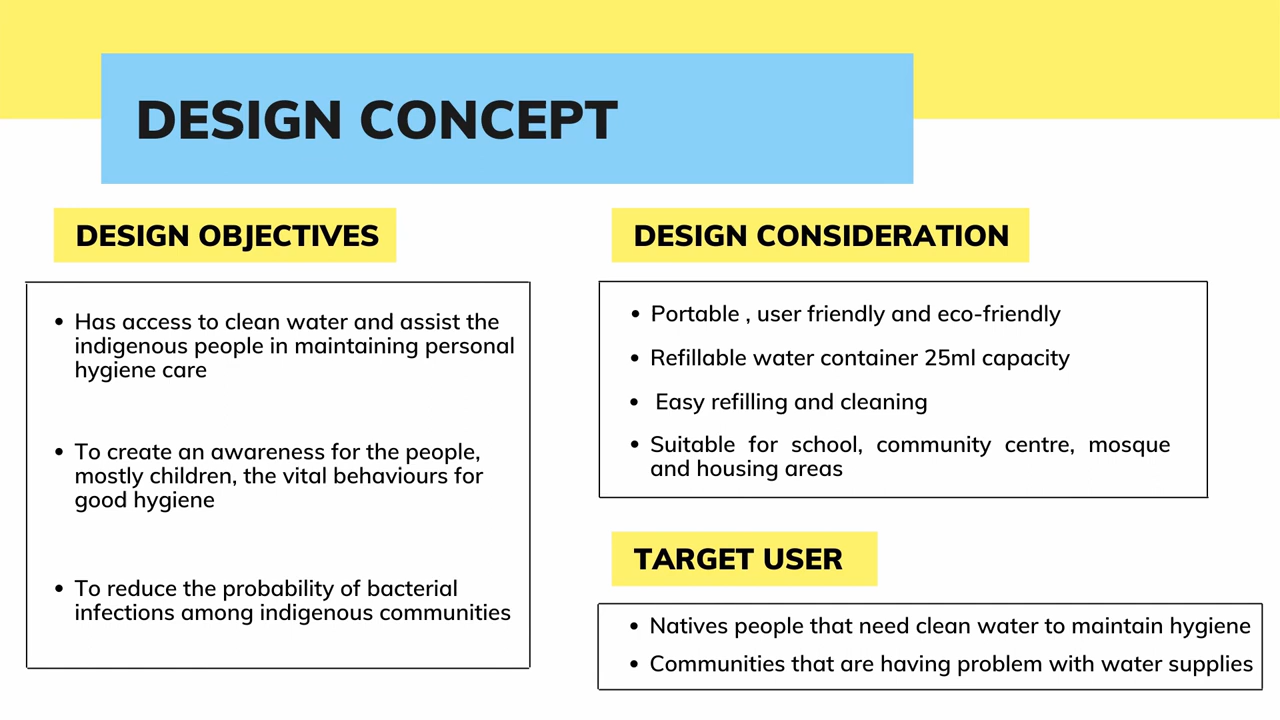 DESIGN CONCEPT
DESIGN OBJECTIVES
• Has access to clean water and assist the
indigenous people in maintaining personal
hygiene care
• To create an awareness for the people,
mostly children, the vital behaviours for
good hygiene
• To reduce the probability of bacterial
infections among indigenous communities
DESIGN CONSIDERATION
• Portable , user friendly and eco-friendly
• Refillable water container 25ml capacity
• Easy refilling and cleaning
• Suitable for school, community centre, mosque
and housing areas
TARGET USER
• Natives people that need clean water to maintain hygiene
• Communities that are having problem with water supplies